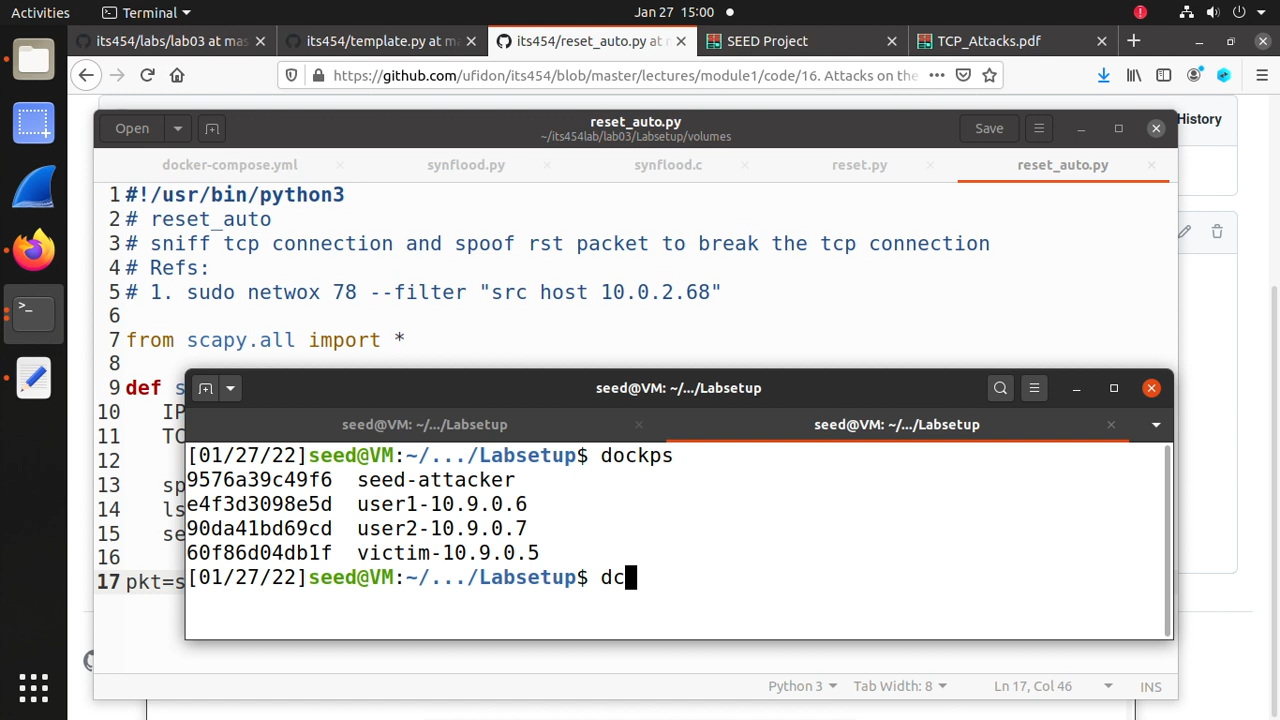 Activities
Terminal
Jan 27 15:00
its454/labs/lab03 at mas
its454/template.py at m
its454/reset_auto.py at
SEED Project
TCP_Attacks.pdf
https://github.com/ufidon/its454/blob/master/lectures/module1/code/16. Attacks on the
History
Open
reset_auto.py
~/its454lab/lab03/Labsetup/volumes
Save
docker-compose.yml
synflood.py
synflood.c
reset.py
reset_auto.py
1 #!/usr/bin/python3
2 # reset_auto
3 # sniff tcp connection and spoof rst packet to break the tcp connection
4 # Refs:
5 # 1. sudo netwox 78 --filter "src host 10.0.2.68"
6
7 from scapy.all import *
8
9 def s
10 IP
11 TC
12
13 sp
14 ls
15 se
16
17 pkt=s
seed@VM: ~/.../Labsetup
seed@VM: ~/.../Labsetup
seed@VM: ~/.../Labsetup
[01/27/22]seed@VM:~/.../Labsetup$ dockps
9576a39c49f6 seed-attacker
e4f3d3098e5d user1-10.9.0.6
90da41bd69cd user2-10.9.0.7
60f86d04db1f victim-10.9.0.5
[01/27/22]seed@VM:~/.../Labsetup$ dc
Python 3
Tab Width: 8
Ln 17, Col 46
INS